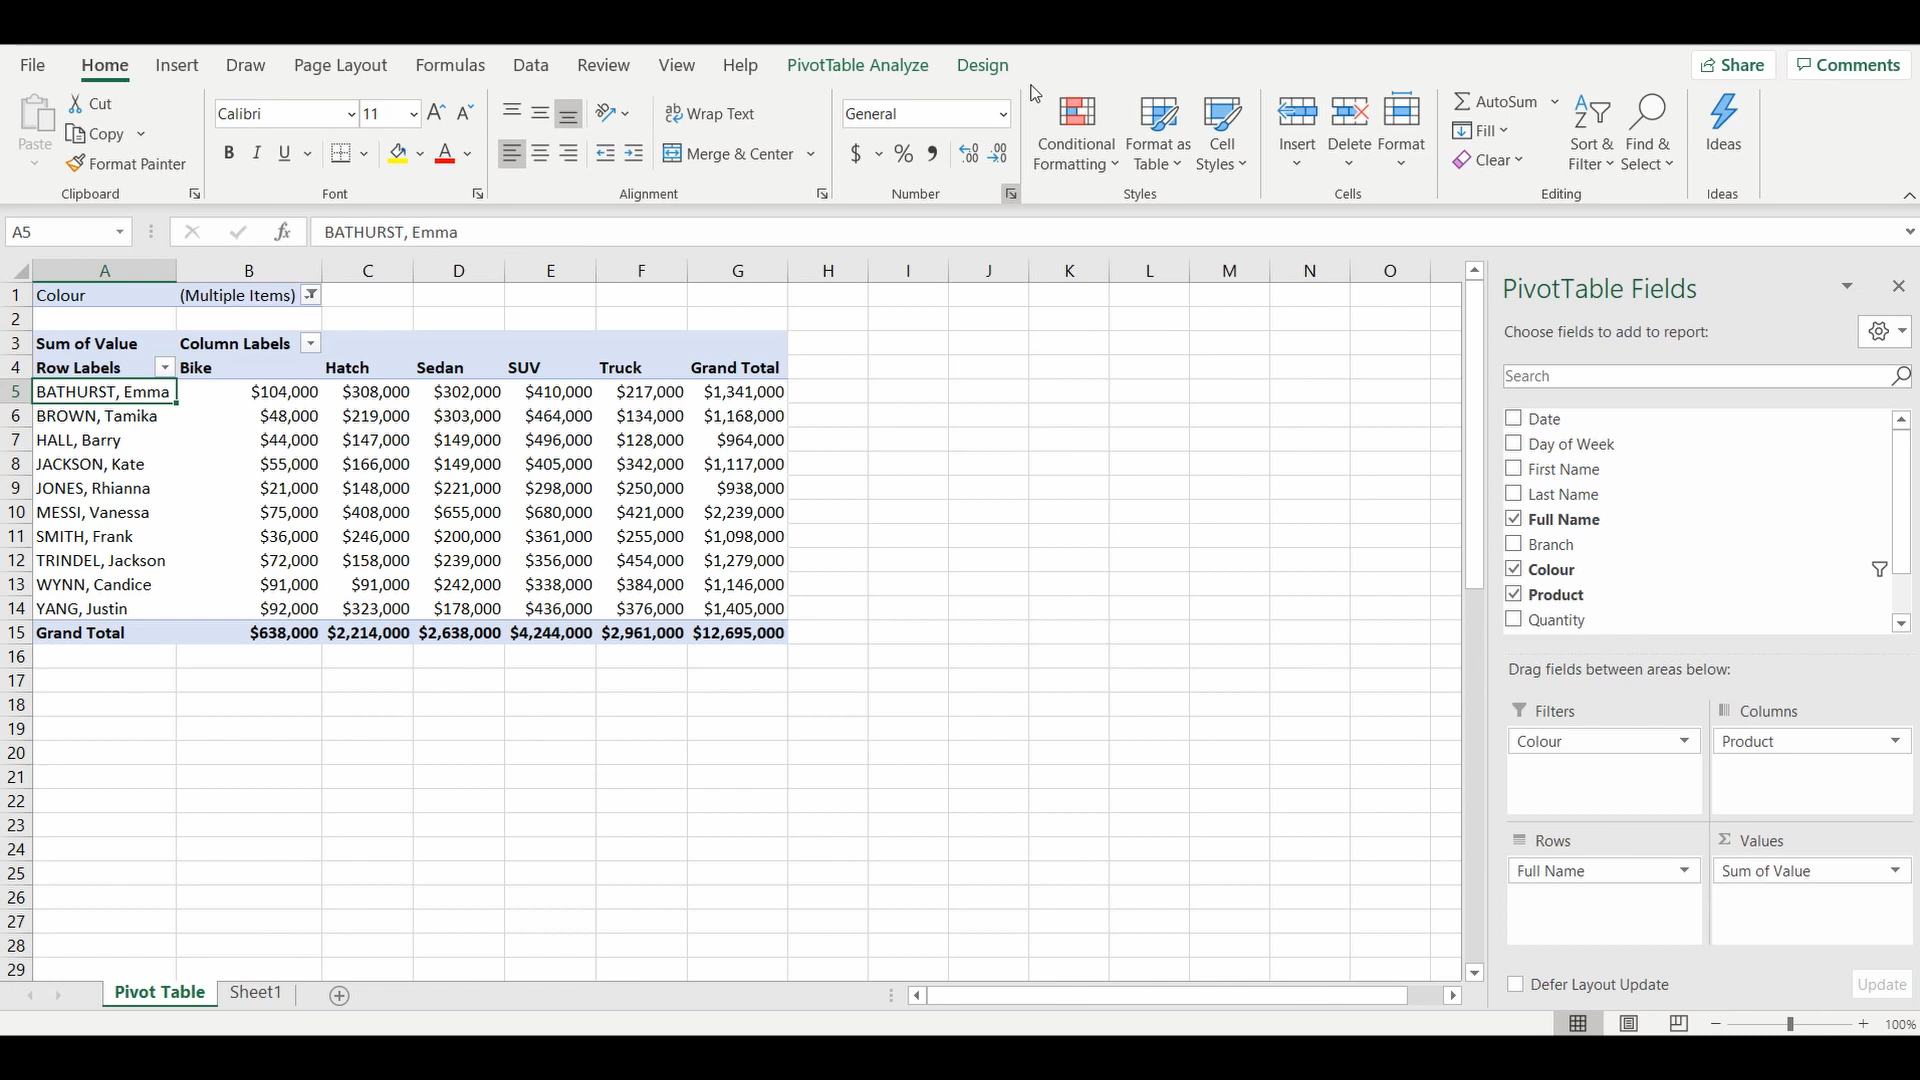 File Home Insert Draw Page Layout Formulas Data Review View Help PivotTable Analyze Design Share Comments
Paste Cut Copy Format Painter Clipboard
Calibri 11 B I U A A A Font
Wrap Text Merge & Center Alignment
General $ % Number
Conditional Formatting Format as Table Cell Styles Styles
Insert Delete Format Cells
AutoSum Fill Clear Sort & Filter Find & Select Editing
Ideas Ideas
A5 fx BATHURST, Emma
A B C D E F G H I J K L M N O
1 Colour (Multiple Items)
2
3 Sum of Value Column Labels
4 Row Labels Bike Hatch Sedan SUV Truck Grand Total
5 BATHURST, Emma $104,000 $308,000 $302,000 $410,000 $217,000 $1,341,000
6 BROWN, Tamika $48,000 $219,000 $303,000 $464,000 $134,000 $1,168,000
7 HALL, Barry $44,000 $147,000 $149,000 $496,000 $128,000 $964,000
8 JACKSON, Kate $55,000 $166,000 $149,000 $405,000 $342,000 $1,117,000
9 JONES, Rhianna $21,000 $148,000 $221,000 $298,000 $250,000 $938,000
10 MESSI, Vanessa $75,000 $408,000 $655,000 $680,000 $421,000 $2,239,000
11 SMITH, Frank $36,000 $246,000 $200,000 $361,000 $255,000 $1,098,000
12 TRINDEL, Jackson $72,000 $158,000 $239,000 $356,000 $454,000 $1,279,000
13 WYNN, Candice $91,000 $91,000 $242,000 $338,000 $384,000 $1,146,000
14 YANG, Justin $92,000 $323,000 $178,000 $436,000 $376,000 $1,405,000
15 Grand Total $638,000 $2,214,000 $2,638,000 $4,244,000 $2,961,000 $12,695,000
16
17
18
19
20
21
22
23
24
25
26
27
28
29
PivotTable Fields
Choose fields to add to report:
Search
Date
Day of Week
First Name
Last Name
Full Name
Branch
Colour
Product
Quantity
Drag fields between areas below:
Filters Columns
Colour Product
Rows Values
Full Name Sum of Value
Defer Layout Update Update
Pivot Table Sheet1
100%